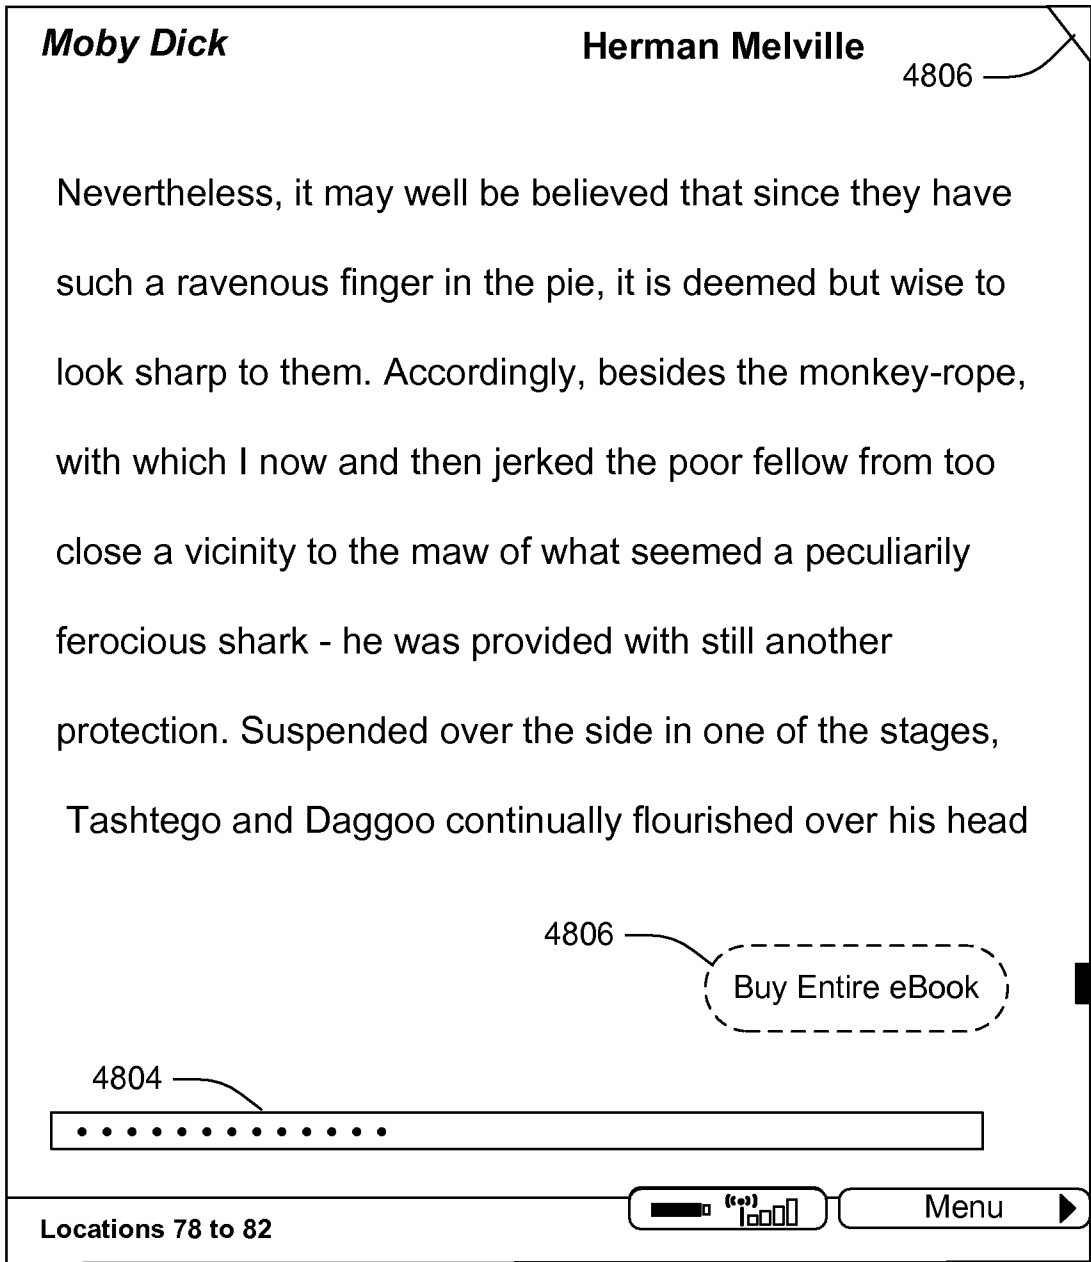 Moby Dick Herman Melville
4806
Nevertheless, it may well be believed that since they have
such a ravenous finger in the pie, it is deemed but wise to
look sharp to them. Accordingly, besides the monkey-rope,
with which I now and then jerked the poor fellow from too
close a vicinity to the maw of what seemed a peculiarily
ferocious shark - he was provided with still another
protection. Suspended over the side in one of the stages,
Tashtego and Daggoo continually flourished over his head
4806
Buy Entire eBook
4804
Menu
Locations 78 to 82